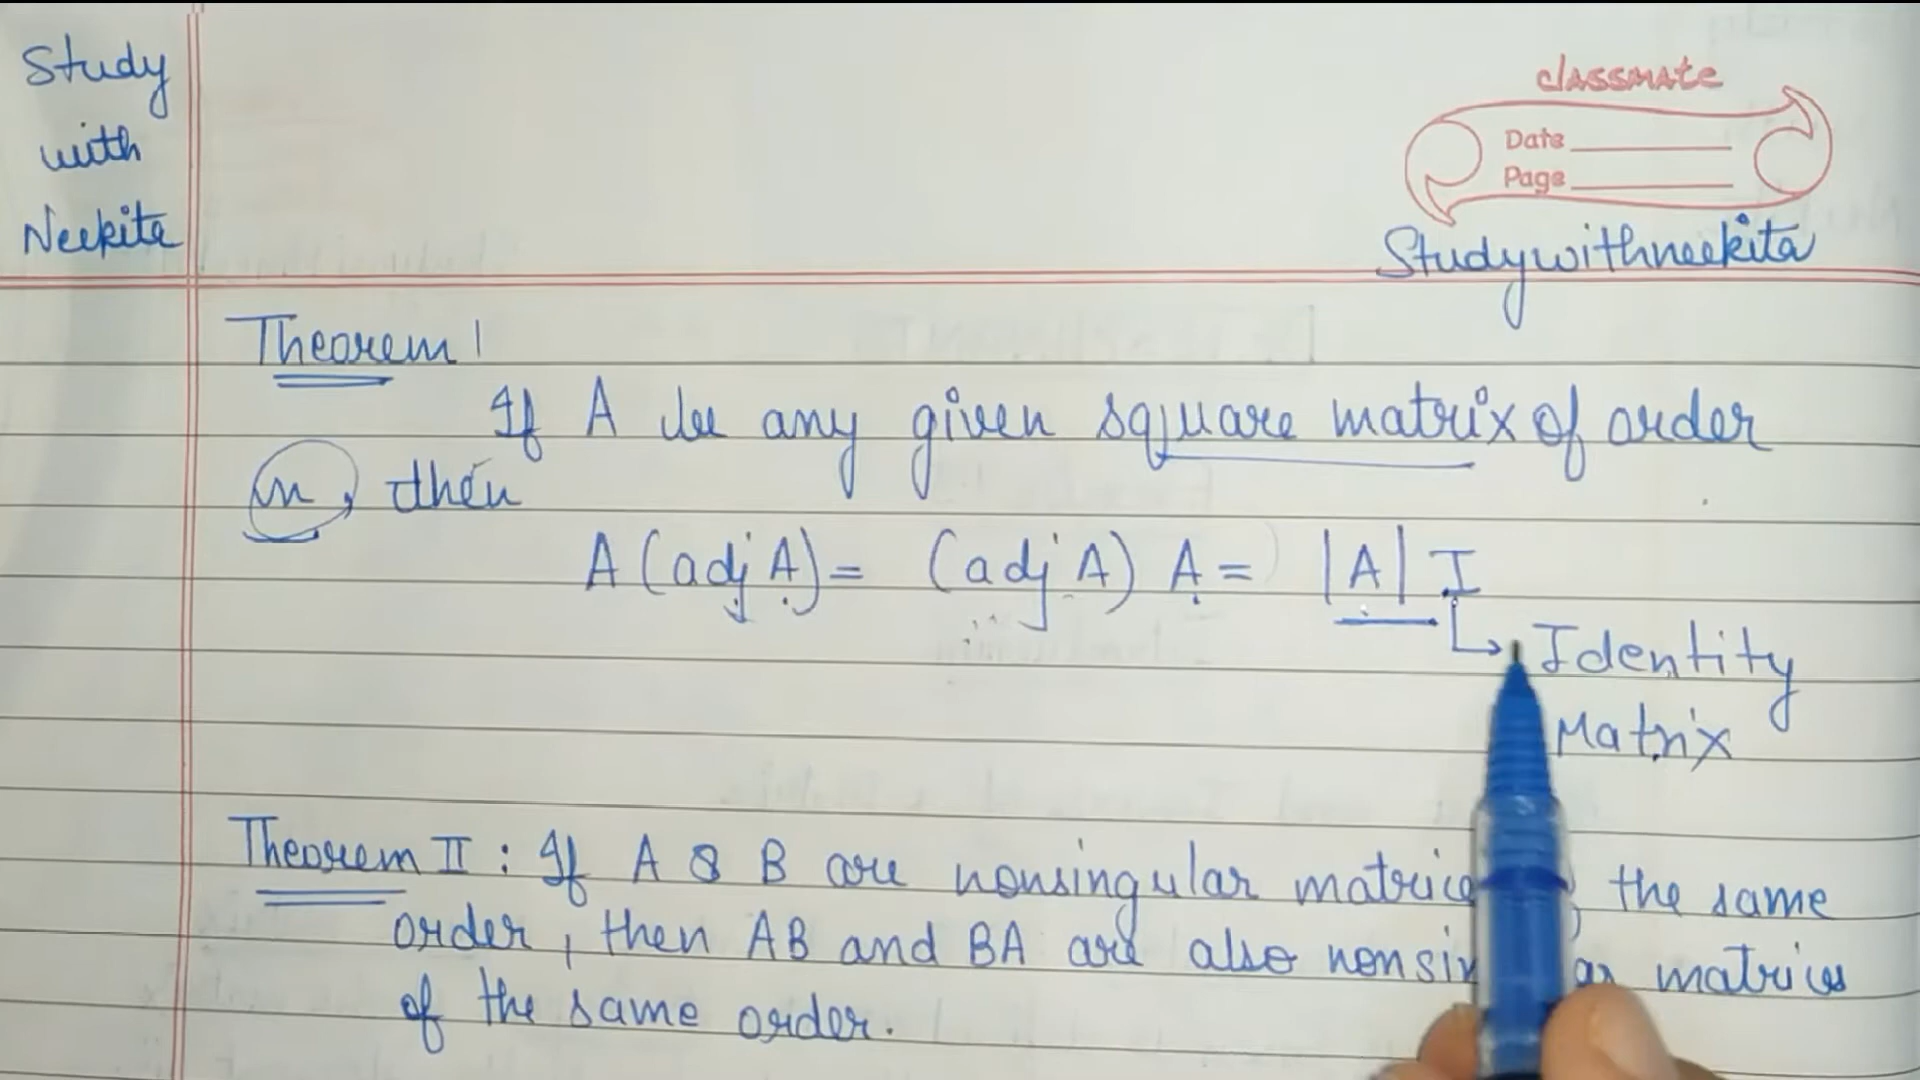 Study
with
Neekita
classmate
Date
Page
Studywithneekita
Theorem 1
If A be any given square matrix of order
n, then
A (adj A) = (adj A) A = |A| I
Identity
Matrix
Theorem II : If A & B are nonsingular the same
order, then AB and BA are also matrices
of the same order.